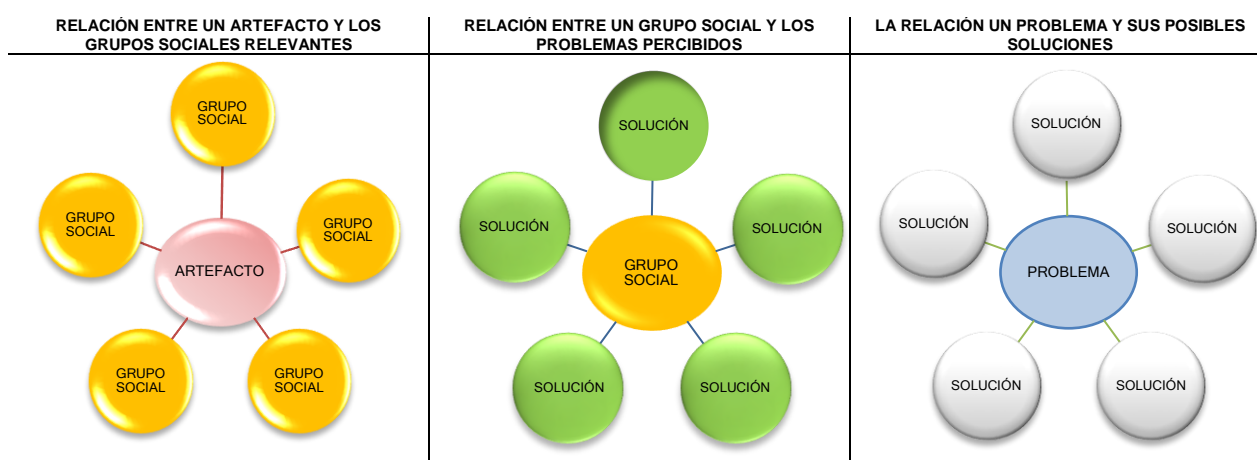 RELACIÓN ENTRE UN ARTEFACTO Y LOS
GRUPOS SOCIALES RELEVANTES
GRUPO
SOCIAL
GRUPO
SOCIAL
GRUPO
SOCIAL
ARTEFACTO
GRUPO
SOCIAL
GRUPO
SOCIAL
RELACIÓN ENTRE UN GRUPO SOCIAL Y LOS
PROBLEMAS PERCIBIDOS
SOLUCIÓN
SOLUCIÓN
SOLUCIÓN
GRUPO
SOCIAL
SOLUCIÓN
SOLUCIÓN
LA RELACIÓN UN PROBLEMA Y SUS POSIBLES
SOLUCIONES
SOLUCIÓN
SOLUCIÓN
SOLUCIÓN
PROBLEMA
SOLUCIÓN
SOLUCIÓN